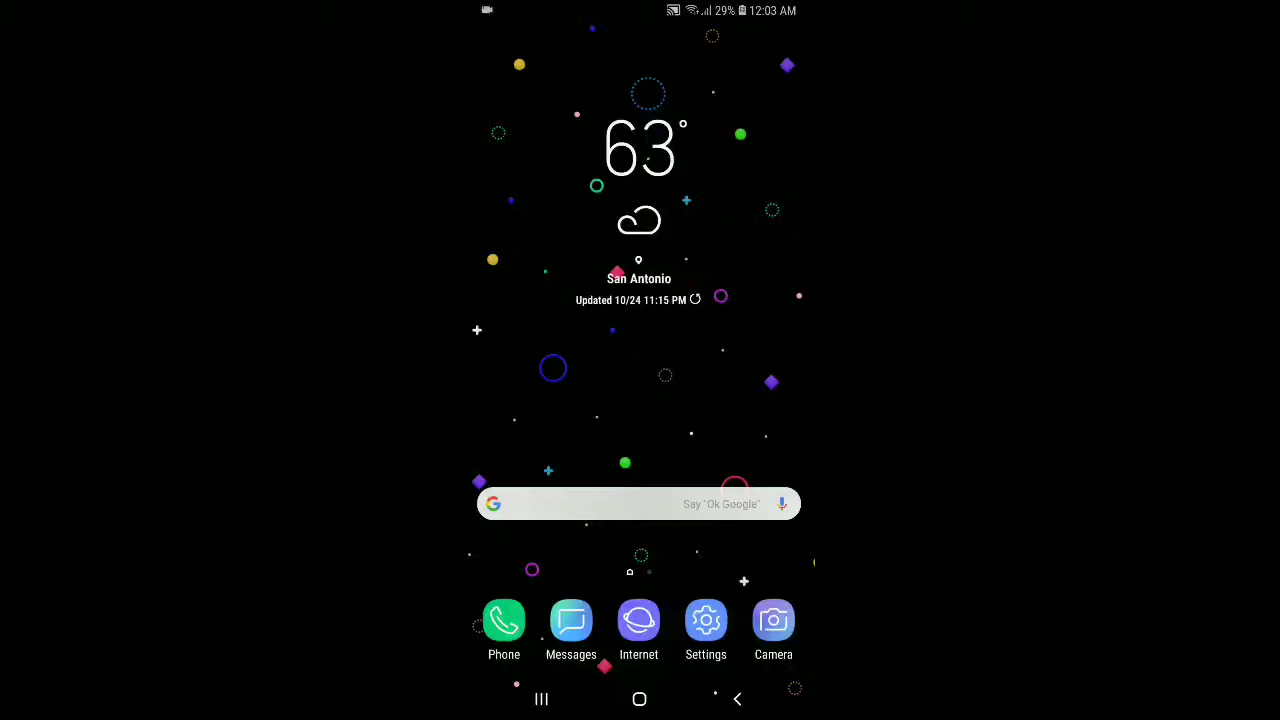 29% 12:03 AM
63°
San Antonio
Updated 10/24 11:15 PM
Say "Ok Google"
Phone Messages Internet Settings Camera